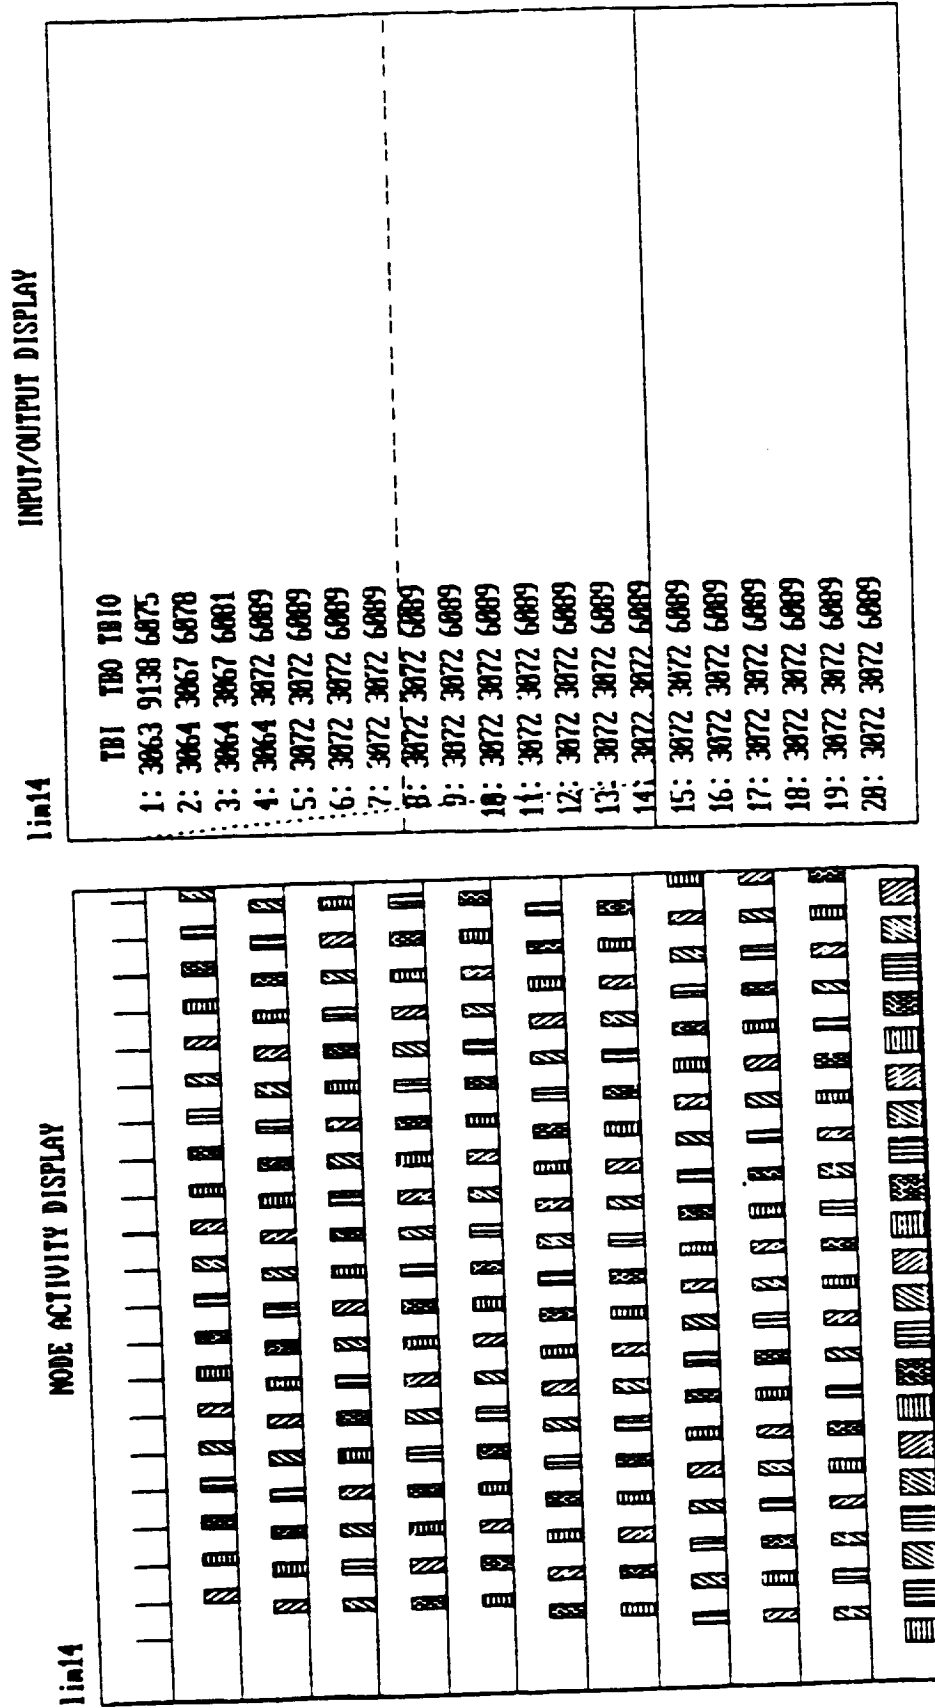 INPUT/OUTPUT DISPLAY
lim14
TBI TBO TBIO
1: 3063 9138 6075
2: 3064 3067 6078
3: 3064 3067 6081
4: 3064 3072 6089
5: 3072 3072 6089
6: 3072 3072 6089
7: 3072 3072 6089
8: 3072 3072 6089
9: 3072 3072 6089
10: 3072 3072 6089
11: 3072 3072 6089
12: 3072 3072 6089
13: 3072 3072 6089
14: 3072 3072 6089
15: 3072 3072 6089
16: 3072 3072 6089
17: 3072 3072 6089
18: 3072 3072 6089
19: 3072 3072 6089
20: 3072 3072 6089
NODE ACTIVITY DISPLAY
lim14